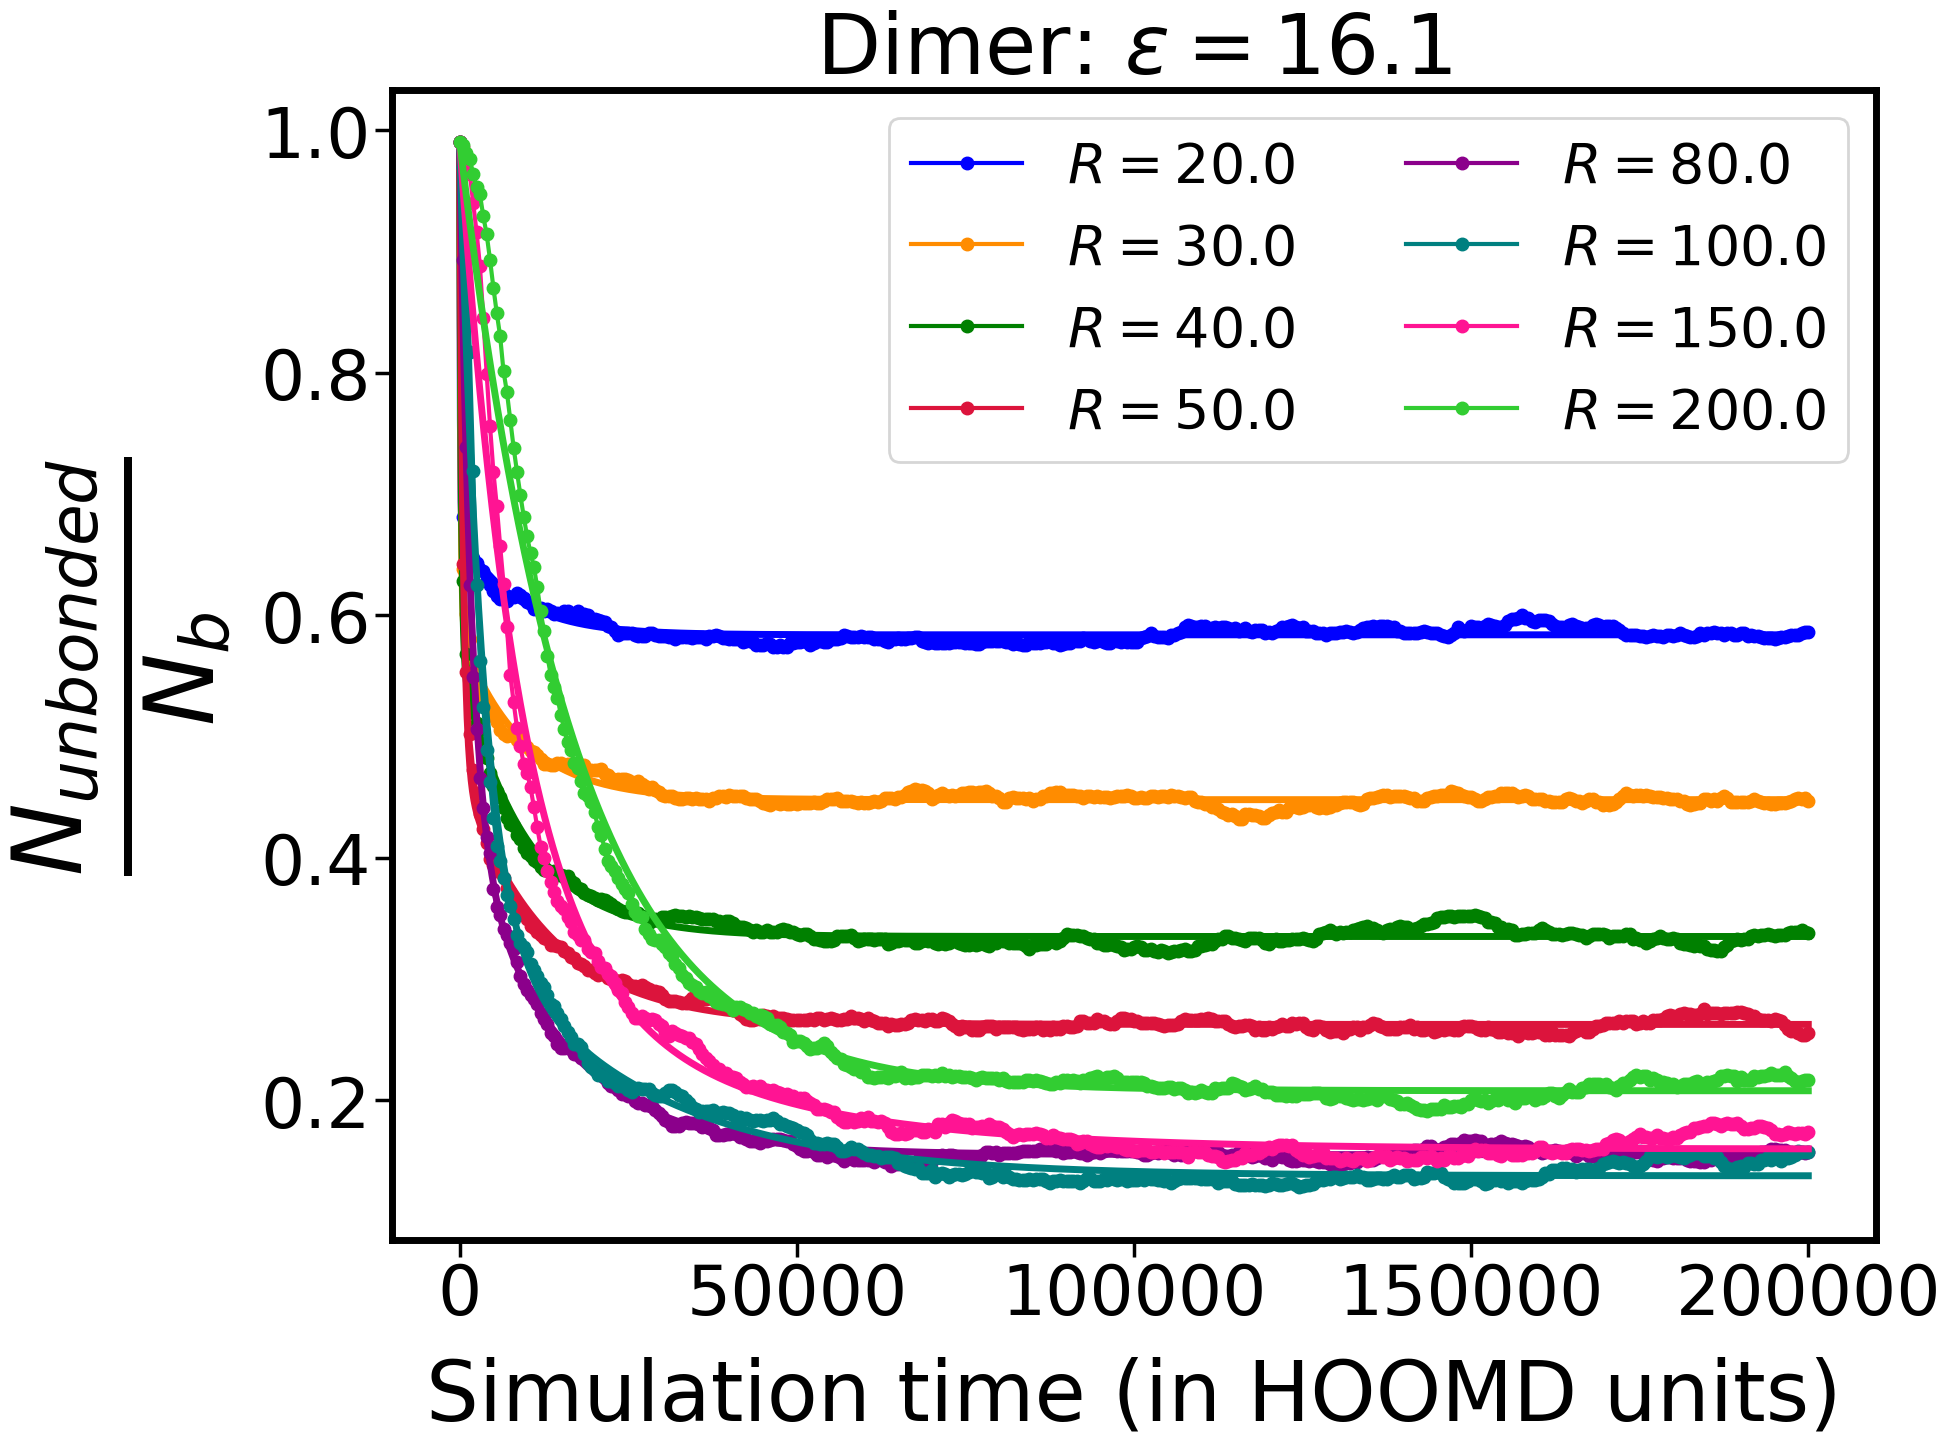 Dimer: ε = 16.1
N_unbonded
N_b
1.0
0.8
0.6
0.4
0.2
R = 20.0
R = 30.0
R = 40.0
R = 50.0
R = 80.0
R = 100.0
R = 150.0
R = 200.0
0 50000 100000 150000 200000
Simulation time (in HOOMD units)